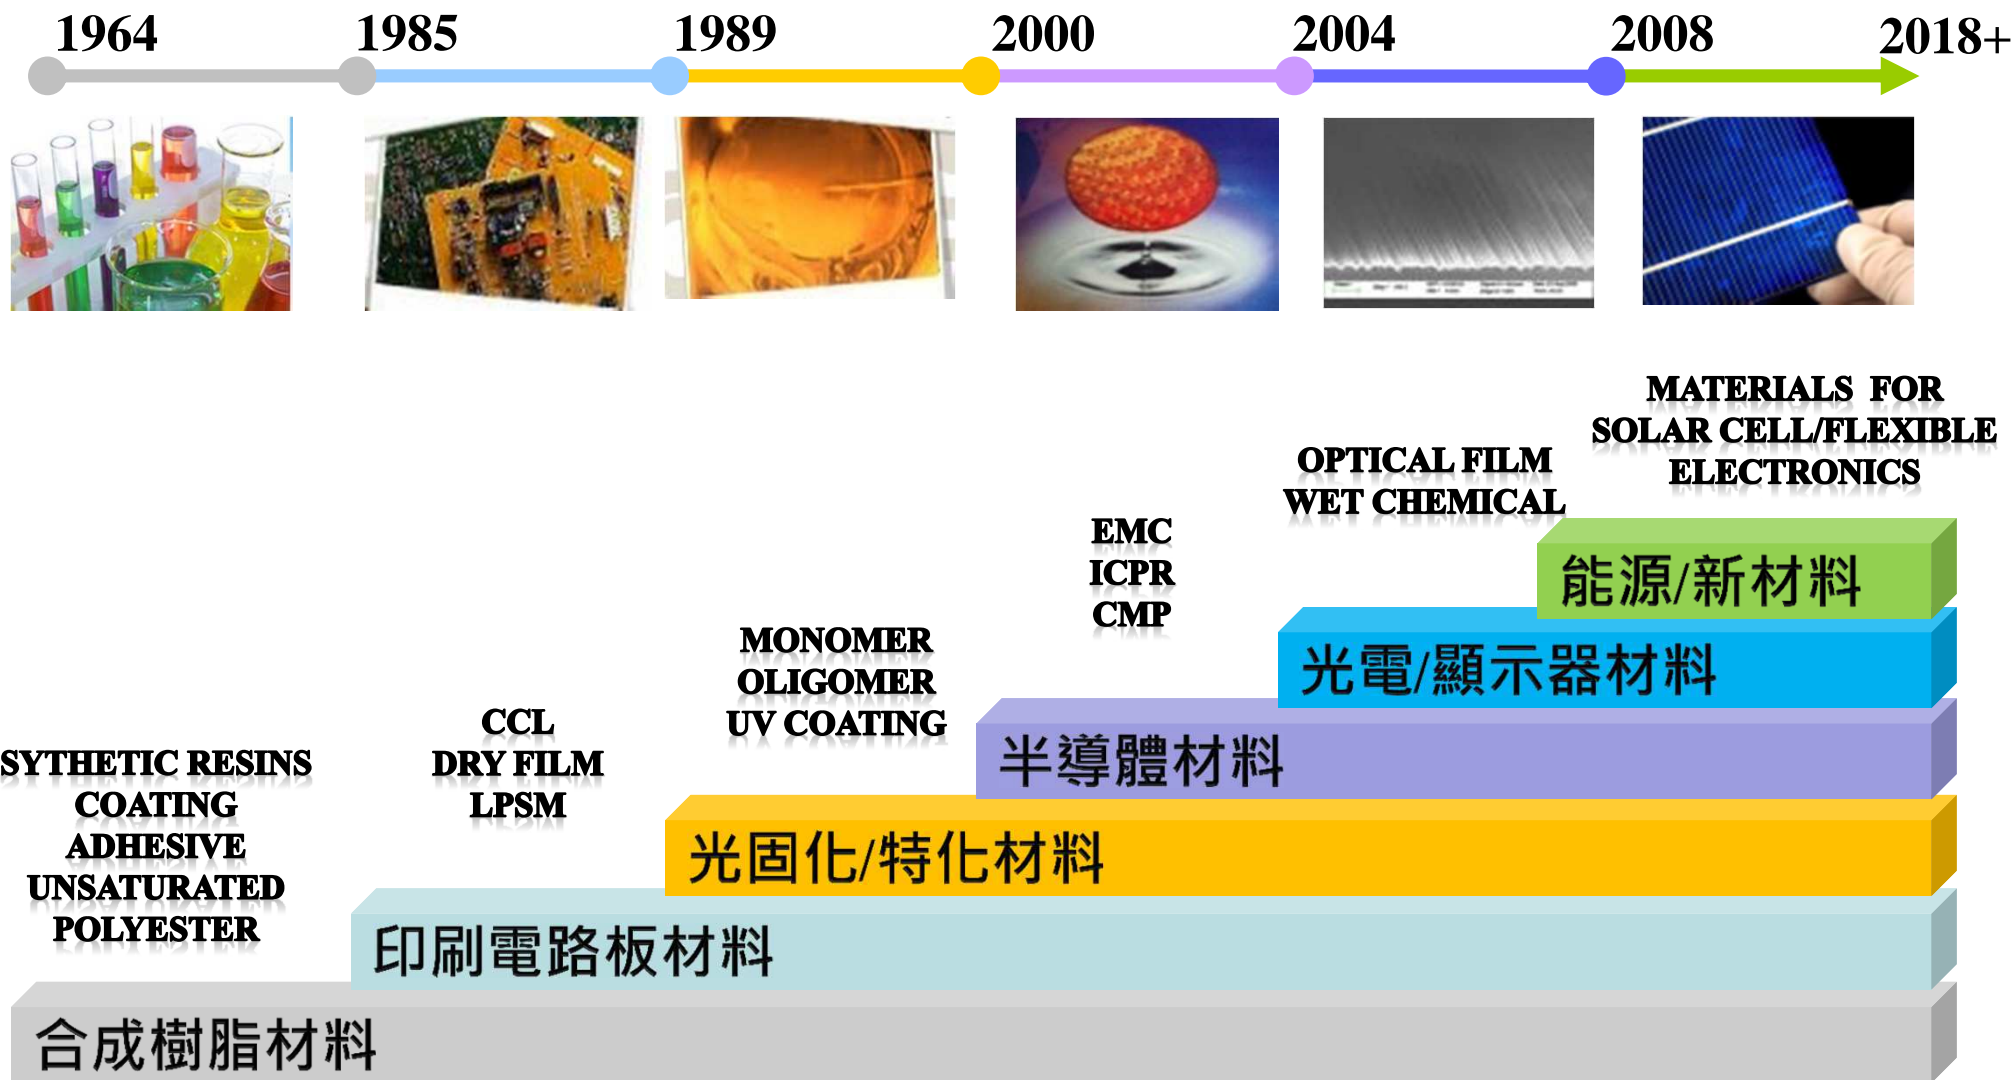 1964
1985
1989
2000
2004
2008
2018+
MATERIALS FOR
SOLAR CELL/FLEXIBLE
ELECTRONICS
OPTICAL FILM
WET CHEMICAL
EMC
ICPR
CMP
MONOMER
OLIGOMER
UV COATING
CCL
DRY FILM
LPSM
SYTHETIC RESINS
COATING
ADHESIVE
UNSATURATED
POLYESTER
能源/新材料
光電/顯示器材料
半導體材料
光固化/特化材料
印刷電路板材料
合成樹脂材料